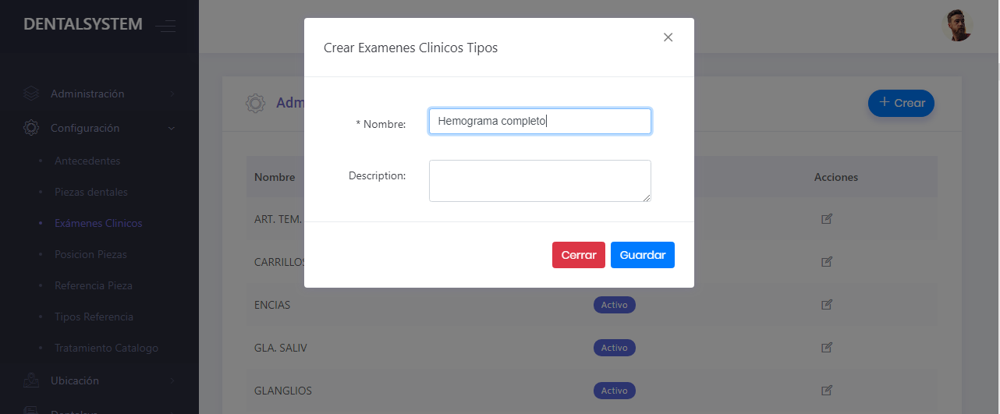 DENTALSYSTEM
Administración
Configuración
Antecedentes
Piezas dentales
Exámenes Clinicos
Posicion Piezas
Referencia Pieza
Tipos Referencia
Tratamiento Catalogo
Ubicación
Crear Examenes Clinicos Tipos
×
* Nombre: Hemograma completo
Description:
Cerrar Guardar
Adm
+ Crear
Nombre Acciones
ART. TEM.
CARRILLOS
ENCIAS Activo
GLA. SALIV Activo
GLANGLIOS Activo